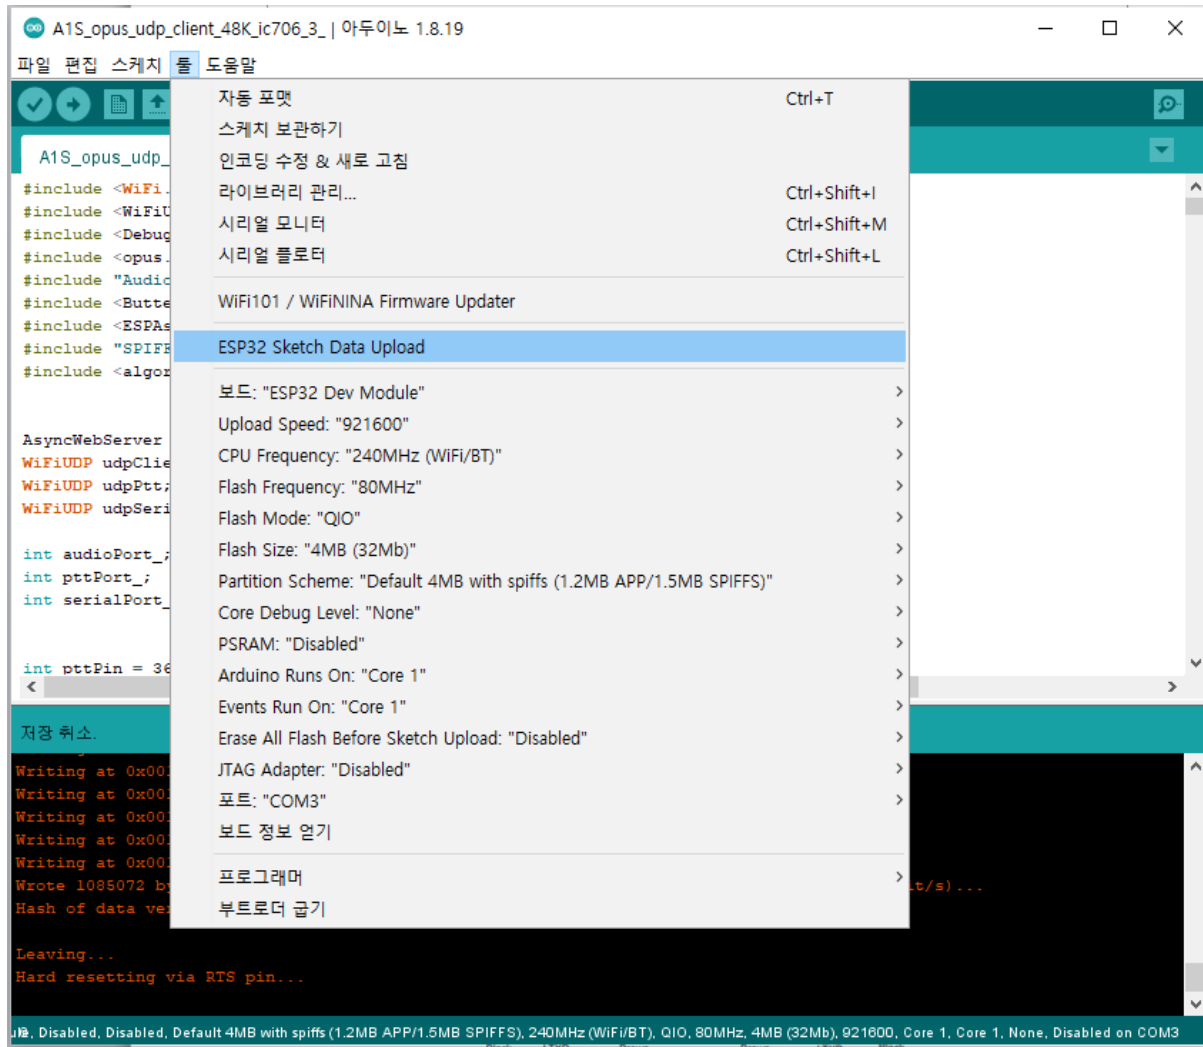 A1S_opus_udp_client_48K_ic706_3_ | 아두이노 1.8.19
파일 편집 스케치 툴 도움말
A1S_opus_udp_
#include <WiFi.
#include <WiFiU
#include <Debug
#include <opus.
#include "Audio
#include <Butte
#include <ESPAs
#include "SPIFF
#include <algor
AsyncWebServer
WiFiUDP udpClie
WiFiUDP udpPtt;
WiFiUDP udpSeri
int audioPort_;
int pttPort_;
int serialPort_
int pttPin = 36
자동 포맷 Ctrl+T
스케치 보관하기
인코딩 수정 & 새로 고침
라이브러리 관리... Ctrl+Shift+I
시리얼 모니터 Ctrl+Shift+M
시리얼 플로터 Ctrl+Shift+L
WiFi101 / WiFiNINA Firmware Updater
ESP32 Sketch Data Upload
보드: "ESP32 Dev Module"
Upload Speed: "921600"
CPU Frequency: "240MHz (WiFi/BT)"
Flash Frequency: "80MHz"
Flash Mode: "QIO"
Flash Size: "4MB (32Mb)"
Partition Scheme: "Default 4MB with spiffs (1.2MB APP/1.5MB SPIFFS)"
Core Debug Level: "None"
PSRAM: "Disabled"
Arduino Runs On: "Core 1"
Events Run On: "Core 1"
Erase All Flash Before Sketch Upload: "Disabled"
JTAG Adapter: "Disabled"
포트: "COM3"
보드 정보 얻기
프로그래머
부트로더 굽기
저장 취소.
Writing at 0x00
Writing at 0x00
Writing at 0x00
Writing at 0x00
Writing at 0x00
Wrote 1085072 b it/s)...
Hash of data ve
Leaving...
Hard resetting via RTS pin...
Disabled, Disabled, Default 4MB with spiffs (1.2MB APP/1.5MB SPIFFS), 240MHz (WiFi/BT), QIO, 80MHz, 4MB (32Mb), 921600, Core 1, Core 1, None, Disabled on COM3